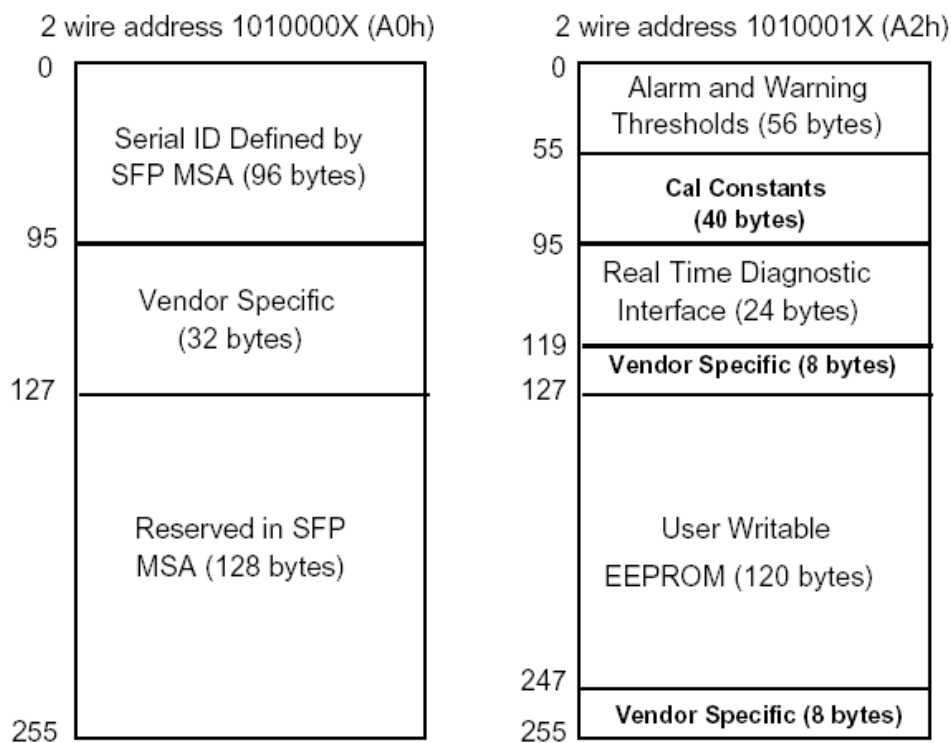 2 wire address 1010000X (A0h)
0
Serial ID Defined by
SFP MSA (96 bytes)
95
Vendor Specific
(32 bytes)
127
Reserved in SFP
MSA (128 bytes)
255
2 wire address 1010001X (A2h)
0
Alarm and Warning
Thresholds (56 bytes)
55
Cal Constants
(40 bytes)
95
Real Time Diagnostic
Interface (24 bytes)
119
Vendor Specific (8 bytes)
127
User Writable
EEPROM (120 bytes)
247
Vendor Specific (8 bytes)
255